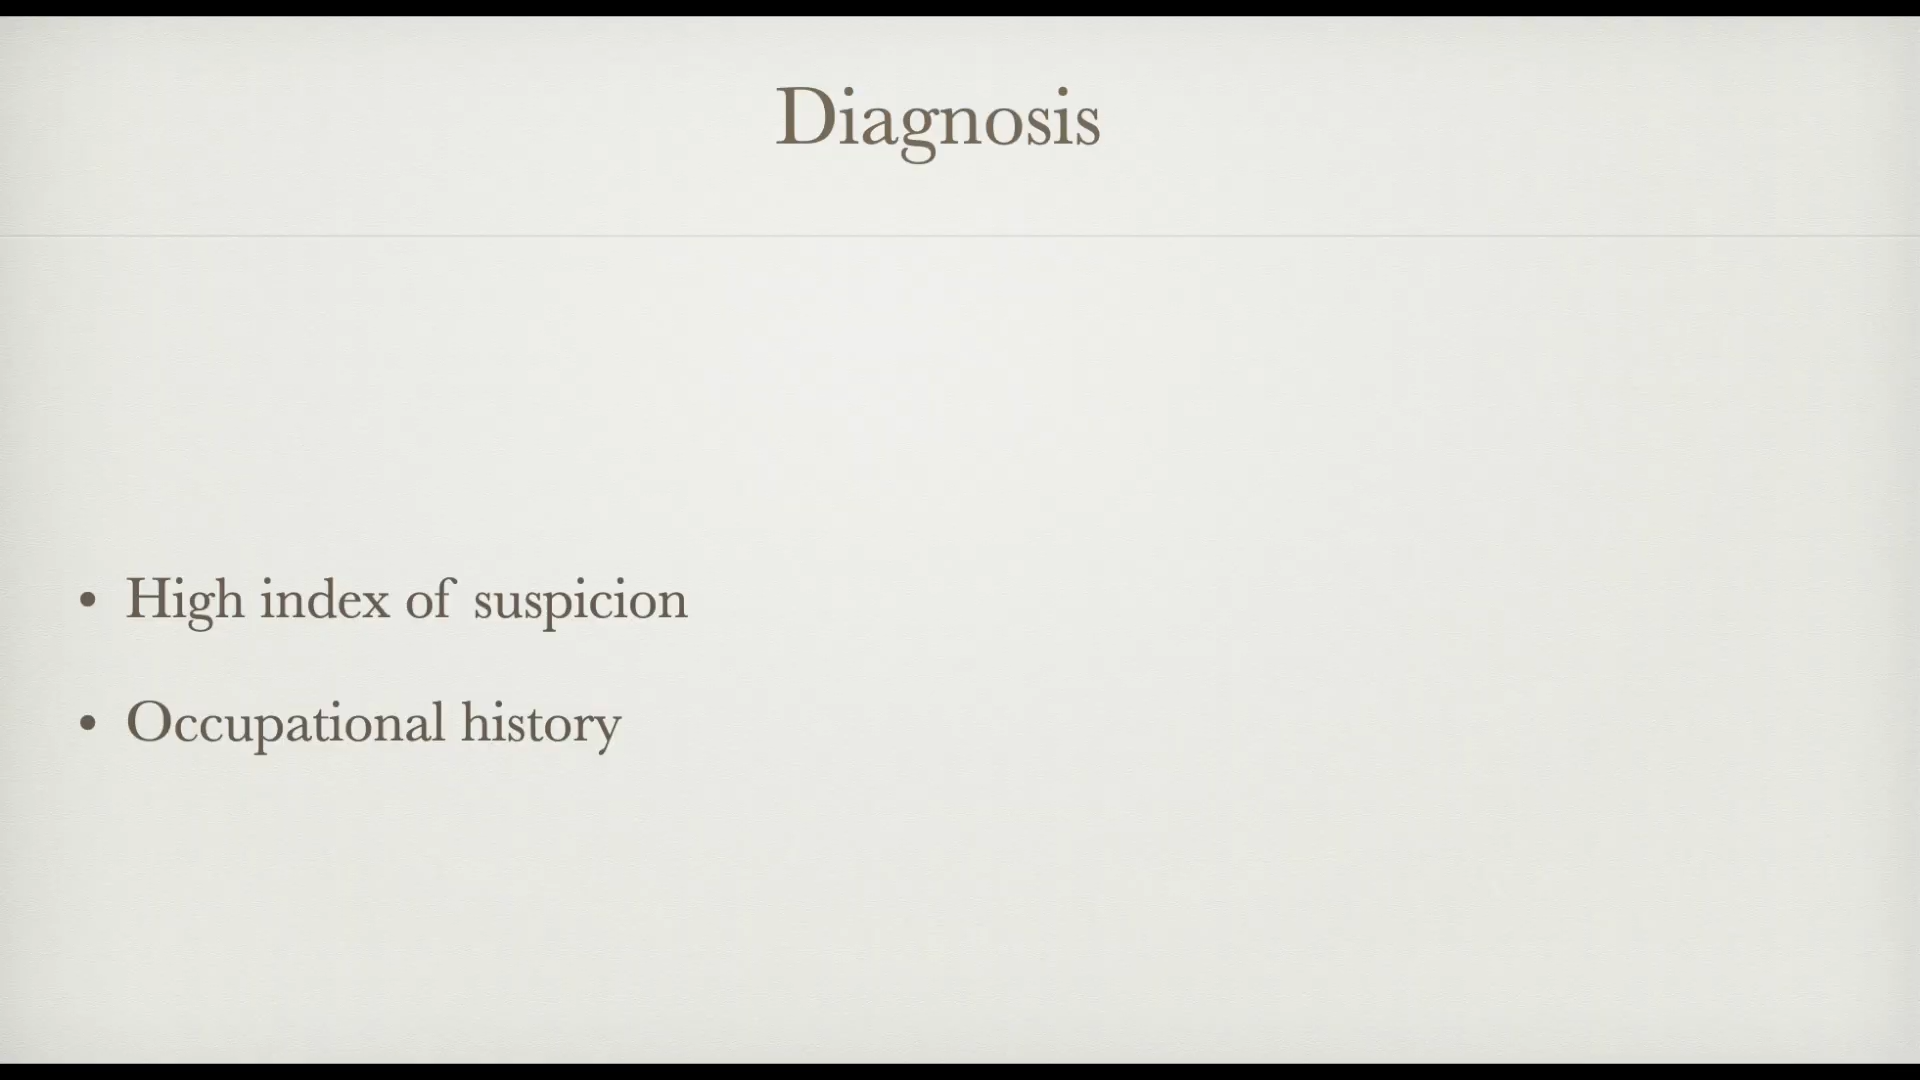 Diagnosis
• High index of suspicion
• Occupational history